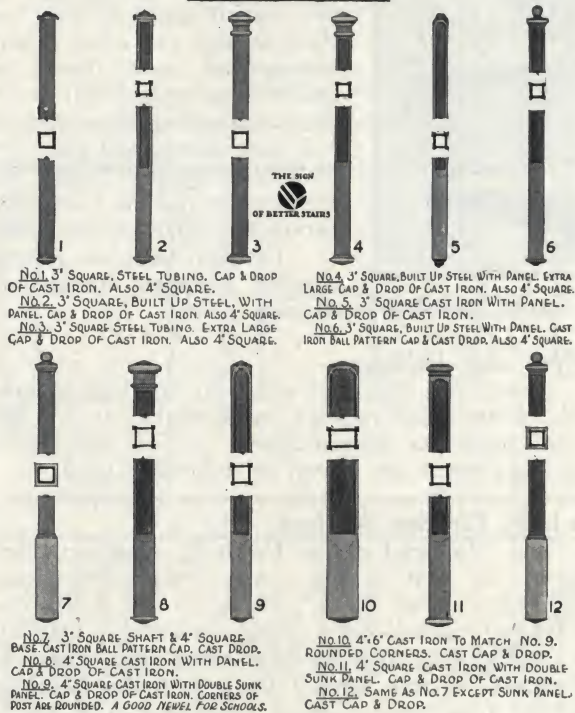 1
2
3
THE SIGN
OF BETTER STAIRS
4
5
6
No.1. 3" SQUARE, STEEL TUBING. CAP & DROP
OF CAST IRON. ALSO 4" SQUARE.
No.2. 3" SQUARE, BUILT UP STEEL, WITH
PANEL. CAP & DROP OF CAST IRON. ALSO 4" SQUARE.
No.3. 3" SQUARE STEEL TUBING. EXTRA LARGE
CAP & DROP OF CAST IRON. ALSO 4" SQUARE.
No.4. 3" SQUARE, BUILT UP STEEL WITH PANEL. EXTRA
LARGE CAP & DROP OF CAST IRON. ALSO 4" SQUARE.
No.5. 3" SQUARE CAST IRON WITH PANEL.
CAP & DROP OF CAST IRON.
No.6. 3" SQUARE, BUILT UP STEEL WITH PANEL. CAST
IRON BALL PATTERN CAP & CAST DROP. ALSO 4" SQUARE.
7
8
9
10
11
12
No.7. 3" SQUARE SHAFT & 4" SQUARE
BASE. CAST IRON BALL PATTERN CAP. CAST DROP.
No. 8. 4" SQUARE CAST IRON WITH PANEL.
CAP & DROP OF CAST IRON.
No. 9. 4" SQUARE CAST IRON WITH DOUBLE SUNK
PANEL. CAP & DROP OF CAST IRON. CORNERS OF
POST ARE ROUNDED. A GOOD NEWEL FOR SCHOOLS.
No.10. 4"x6" CAST IRON TO MATCH NO. 9.
ROUNDED CORNERS. CAST CAP & DROP.
No.11. 4" SQUARE CAST IRON WITH DOUBLE
SUNK PANEL. CAP & DROP OF CAST IRON.
No.12. SAME AS NO.7 EXCEPT SUNK PANEL.
CAST CAP & DROP.